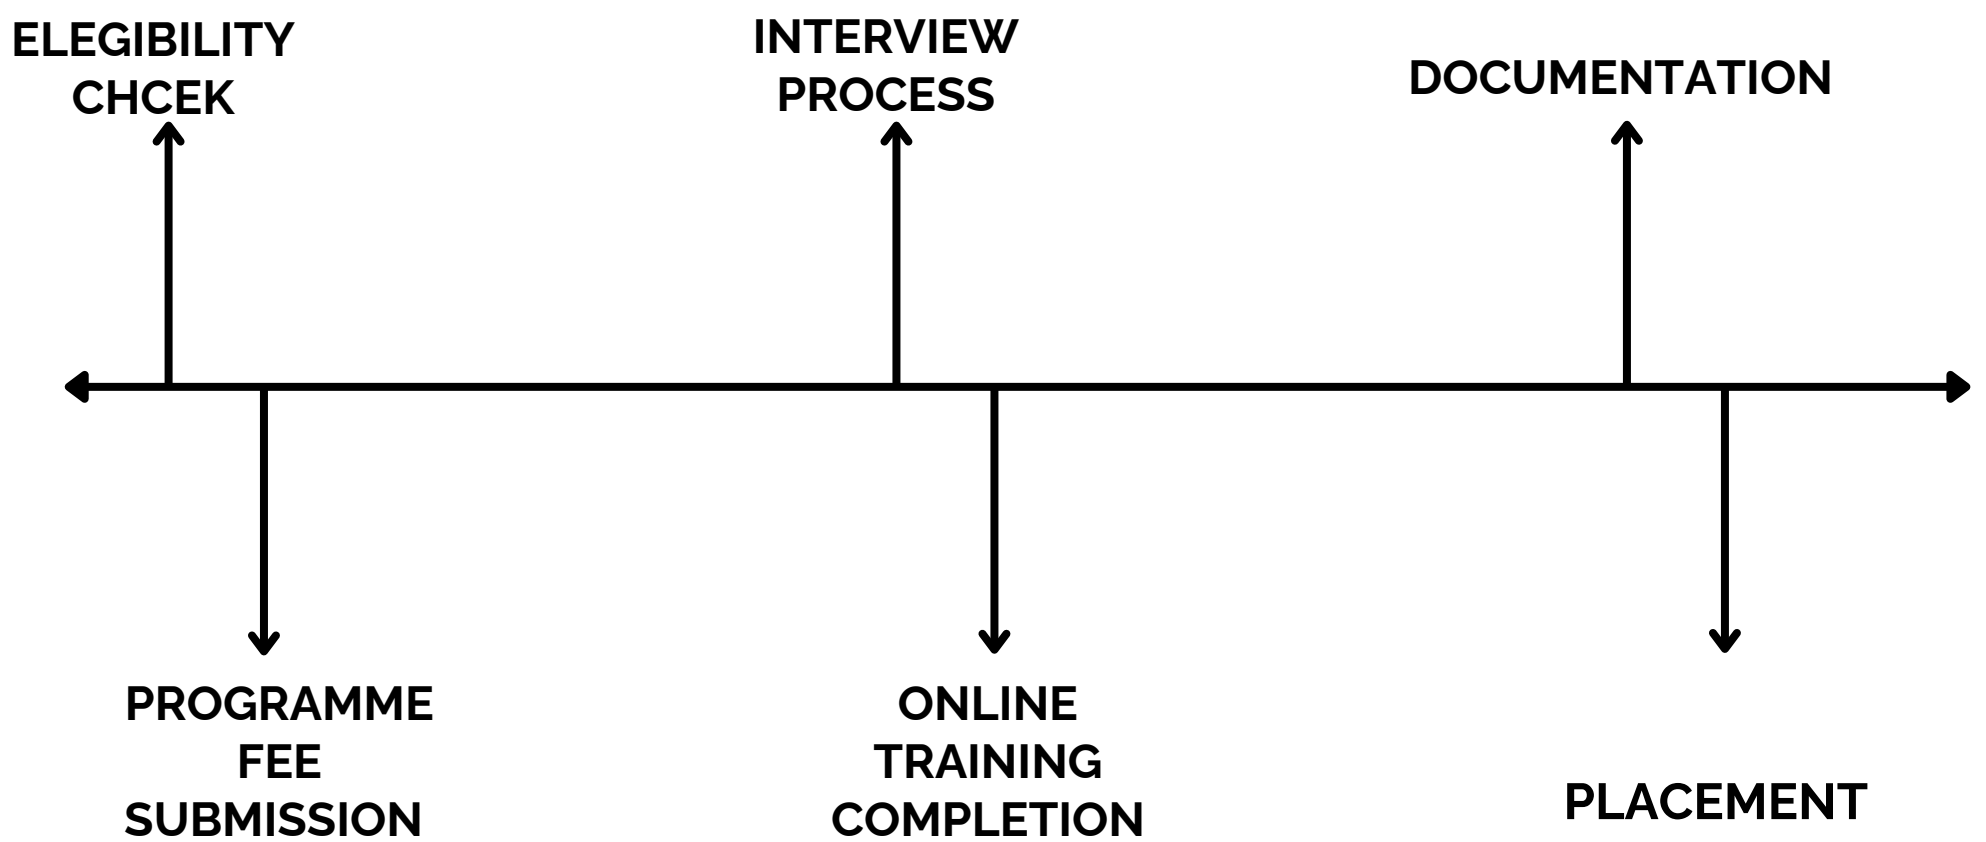 ELEGIBILITY
CHCEK
INTERVIEW
PROCESS
DOCUMENTATION
PROGRAMME
FEE
SUBMISSION
ONLINE
TRAINING
COMPLETION
PLACEMENT